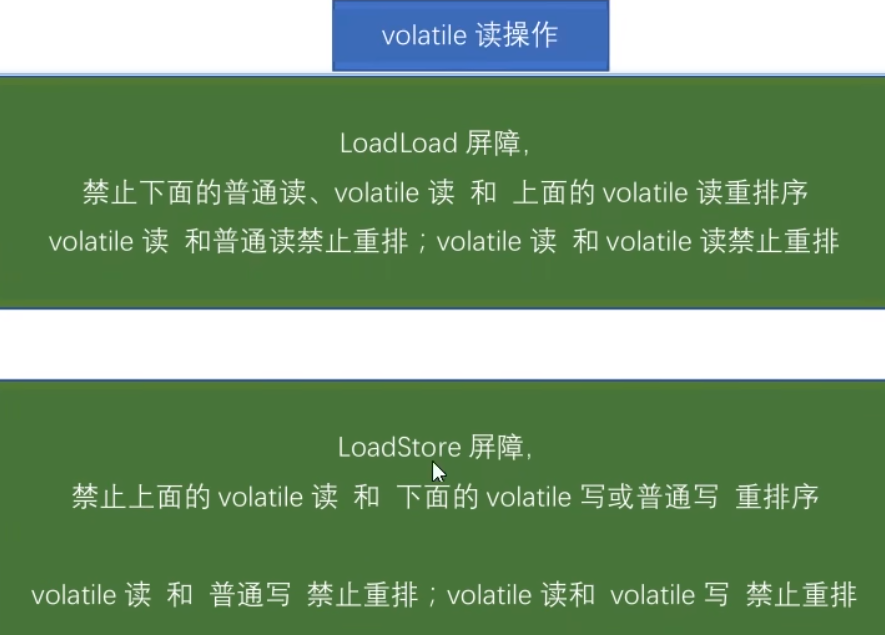 volatile 读操作
LoadLoad 屏障，
禁止下面的普通读、volatile 读 和 上面的 volatile 读重排序
volatile 读 和普通读禁止重排；volatile 读 和 volatile 读禁止重排
LoadStore 屏障，
禁止上面的 volatile 读 和 下面的 volatile 写或普通写 重排序
volatile 读 和 普通写 禁止重排；volatile 读和 volatile 写 禁止重排